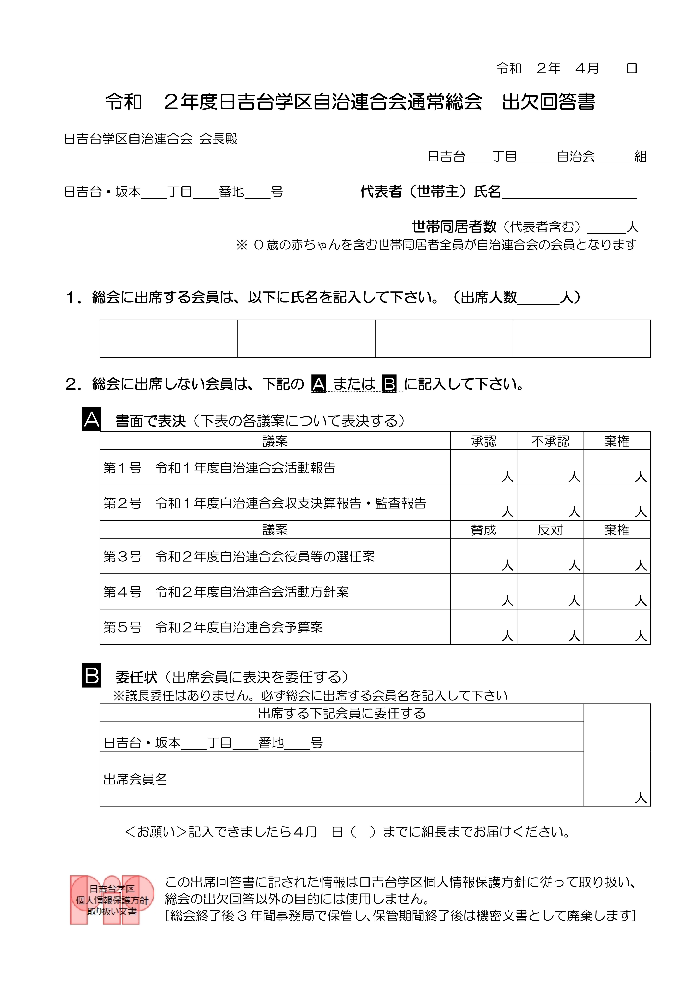 令和　２年　４月　　日
令和　２年度日吉台学区自治連合会通常総会　出欠回答書
日吉台学区自治連合会 会長殿
日吉台　　丁目　　　自治会　　　組
日吉台・坂本____丁目____番地____号　　代表者（世帯主）氏名____________________
世帯同居者数（代表者含む）______人
※ ０歳の赤ちゃんを含む世帯同居者全員が自治連合会の会員となります
１．総会に出席する会員は、以下に氏名を記入して下さい。（出席人数______人）
２．総会に出席しない会員は、下記の A または B に記入して下さい。
A　書面で表決（下表の各議案について表決する）
議案　承認　不承認　棄権
第１号　令和１年度自治連合会活動報告　人　人　人
第２号　令和１年度自治連合会収支決算報告・監査報告　人　人　人
議案　賛成　反対　棄権
第３号　令和２年度自治連合会役員等の選任案　人　人　人
第４号　令和２年度自治連合会活動方針案　人　人　人
第５号　令和２年度自治連合会予算案　人　人　人
B　委任状（出席会員に表決を委任する）
※議長委任はありません。必ず総会に出席する会員名を記入して下さい
出席する下記会員に委任する
日吉台・坂本____丁目____番地____号
出席会員名
人
＜お願い＞記入できましたら４月　日（　）までに組長までお届けください。
この出席回答書に記された情報は日吉台学区個人情報保護方針に従って取り扱い、
総会の出欠回答以外の目的には使用しません。
[総会終了後３年間事務局で保管し、保管期間終了後は機密文書として廃棄します]
日吉台学区
個人情報保護方針
取り扱い文書